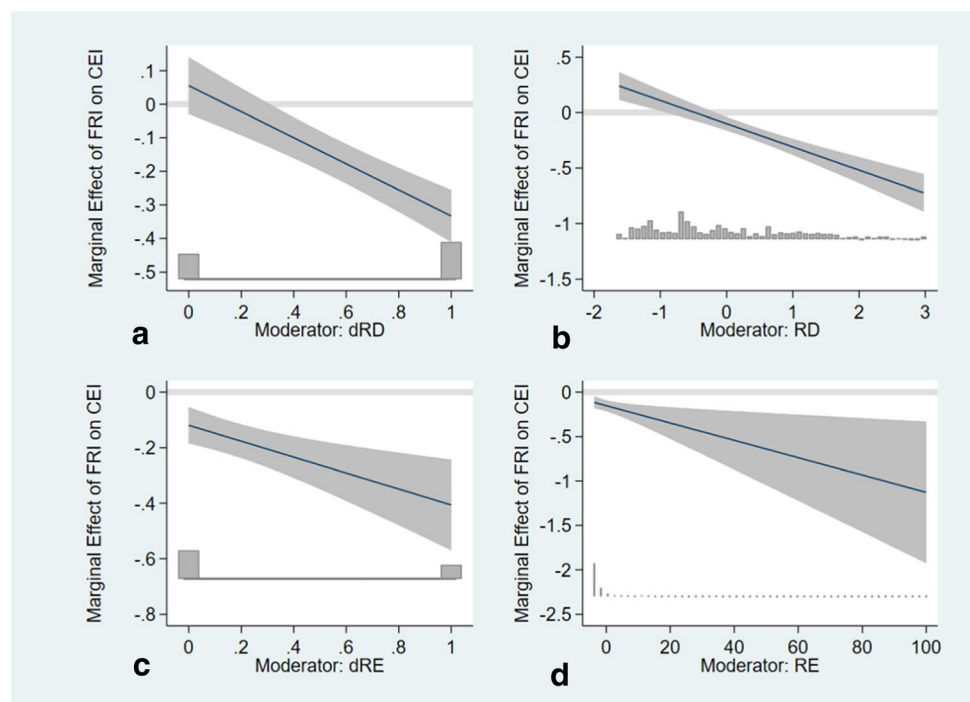 Marginal Effect of FRI on CEI
.1
0
-.1
-.2
-.3
-.4
-.5
0 .2 .4 .6 .8 1
Moderator: dRD
a
Marginal Effect of FRI on CEI
.5
0
-.5
-1
-1.5
-2 -1 0 1 2 3
Moderator: RD
b
Marginal Effect of FRI on CEI
0
-.2
-.4
-.6
-.8
0 .2 .4 .6 .8 1
Moderator: dRE
c
Marginal Effect of FRI on CEI
0
-.5
-1
-1.5
-2
-2.5
0 20 40 60 80 100
Moderator: RE
d